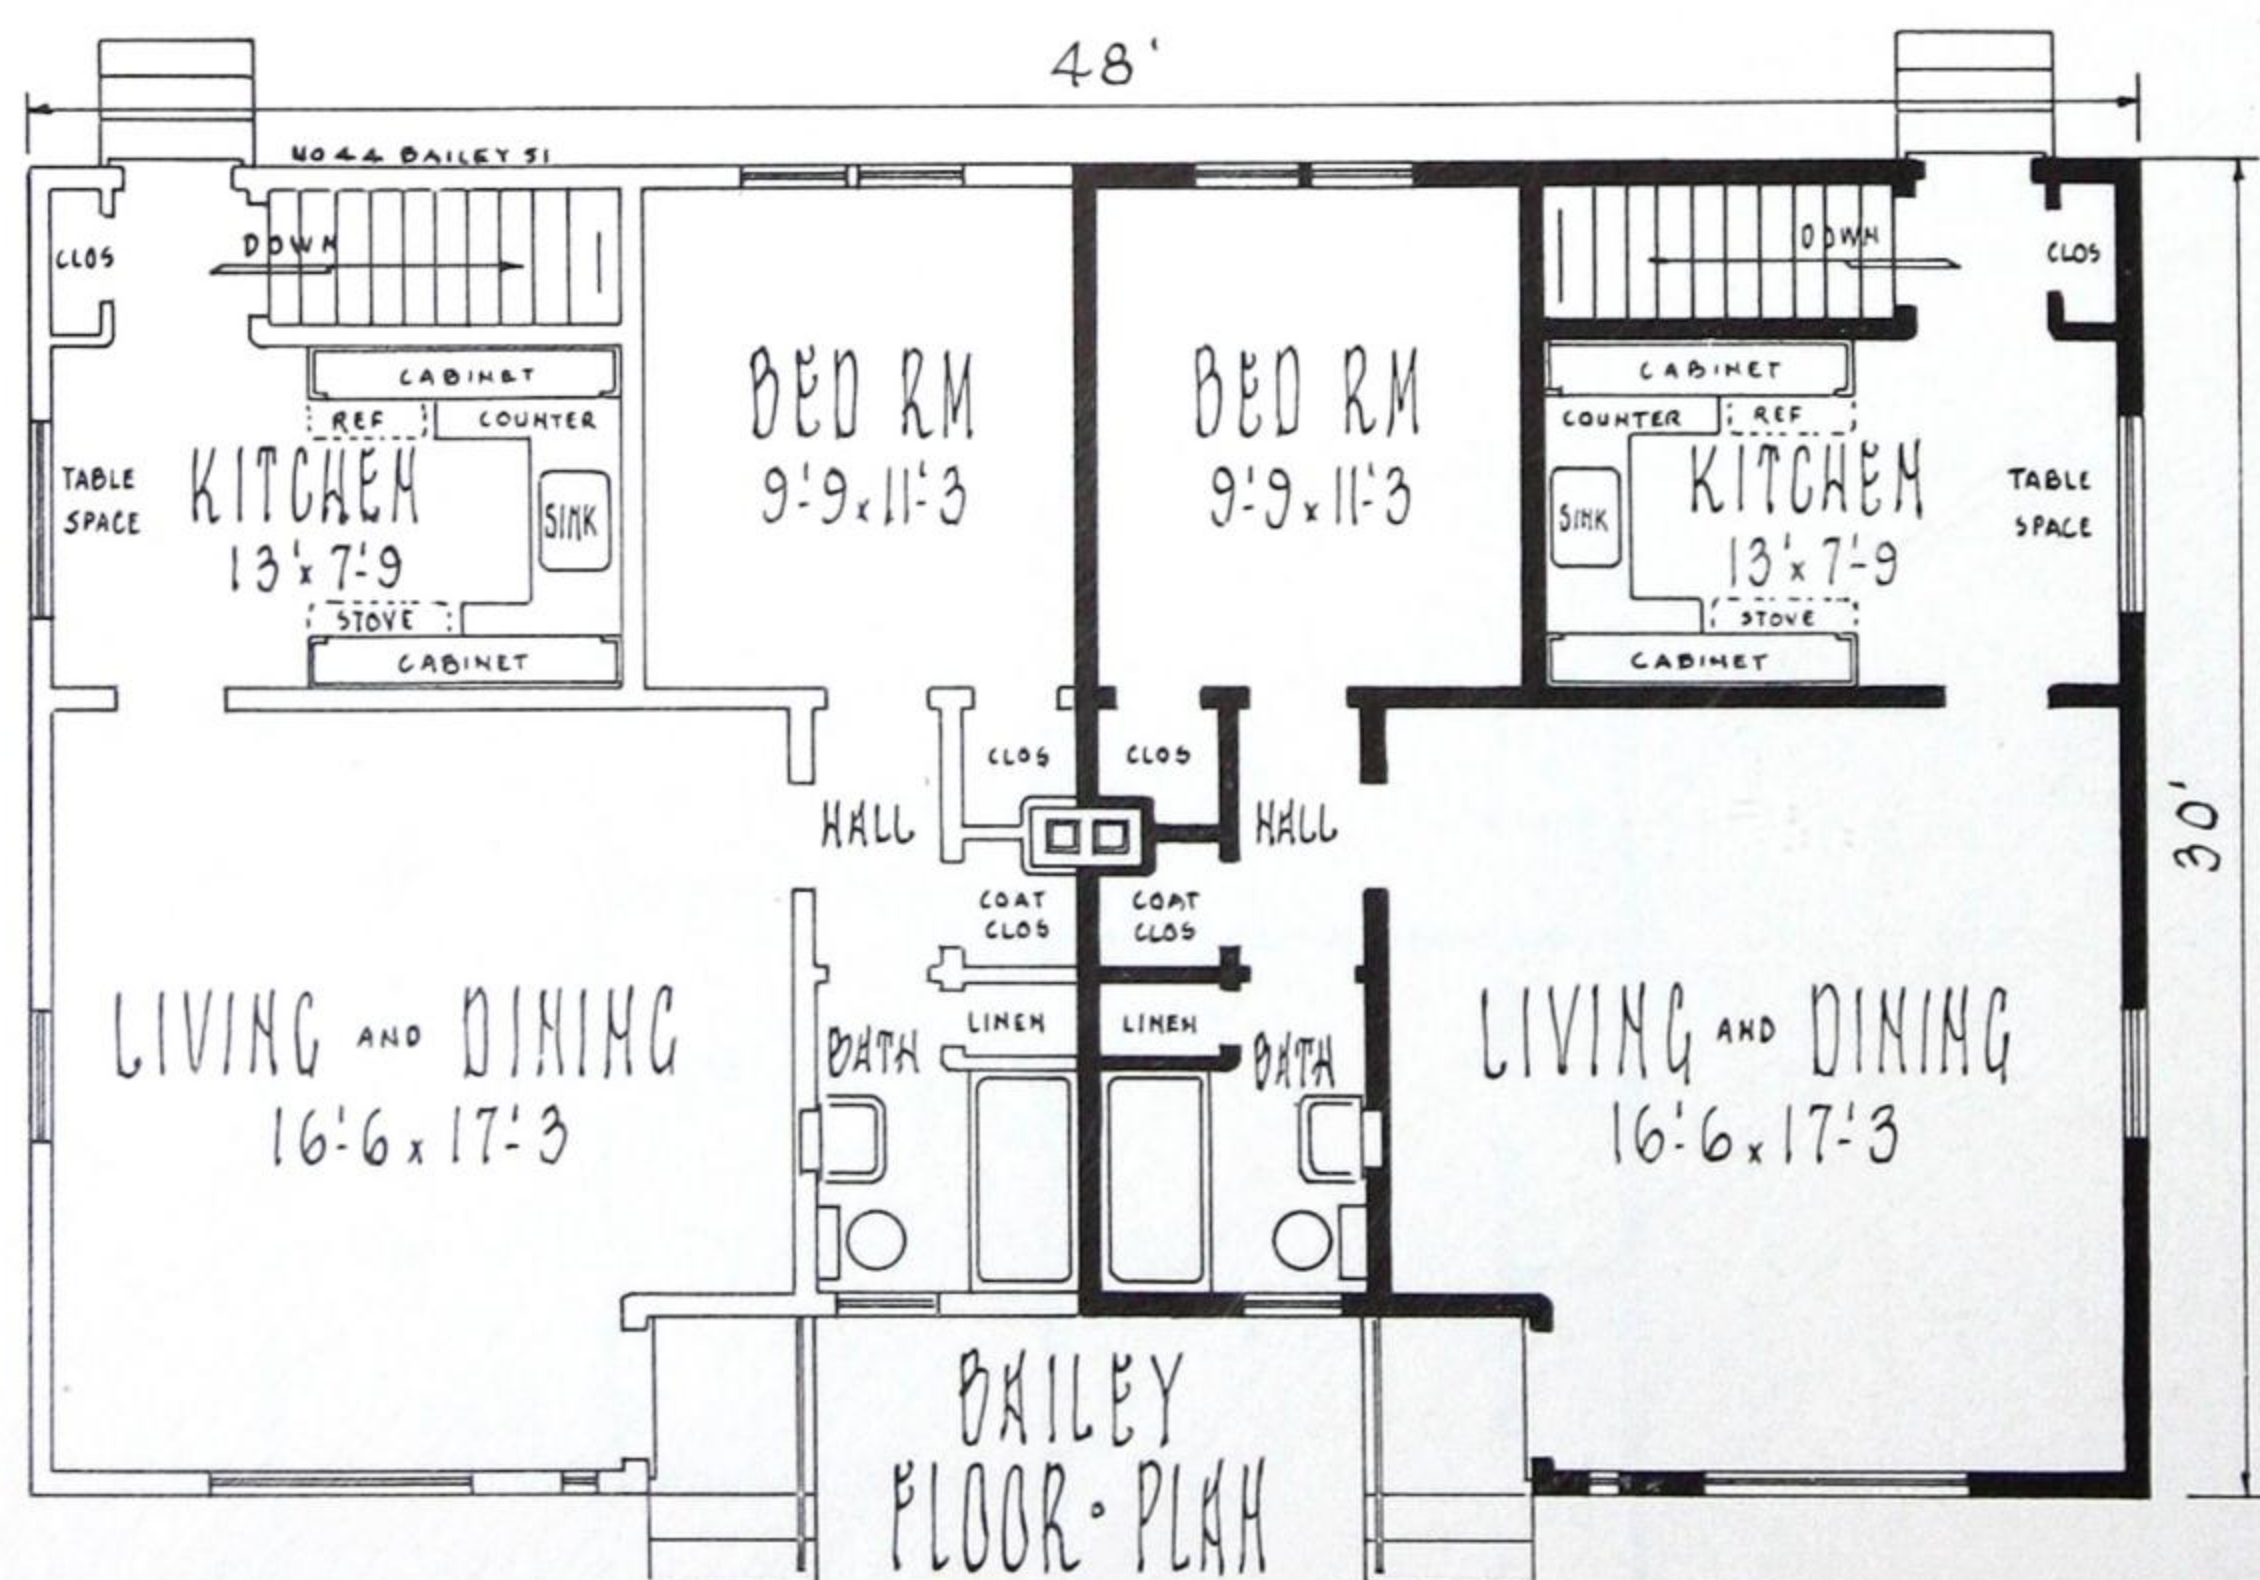 48'
4044 BAILEY ST
CLOS
DOWN
DOWN
CLOS
CABINET
REF
COUNTER
TABLE
SPACE
KITCHEN
13' x 7'-9
SINK
STOVE
CABINET
BED RM
9'-9 x 11'-3
BED RM
9'-9 x 11'-3
CABINET
COUNTER
REF
SINK
KITCHEN
13' x 7'-9
TABLE
SPACE
STOVE
CABINET
CLOS
CLOS
HALL
HALL
30'
COAT
CLOS
COAT
CLOS
LIVING AND DINING
16'-6 x 17'-3
LINEN
LINEN
BATH
BATH
LIVING AND DINING
16'-6 x 17'-3
BAILEY
FLOOR · PLAN